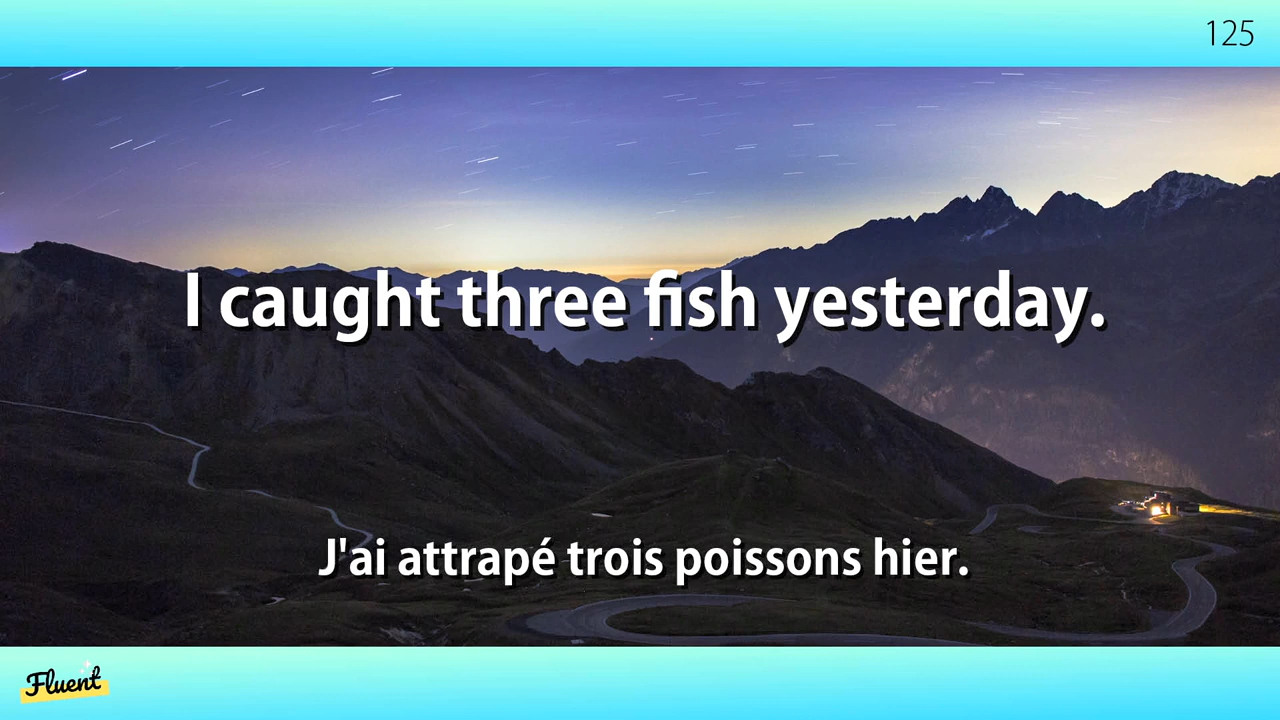 125
I caught three fish yesterday.
J'ai attrapé trois poissons hier.
Fluent